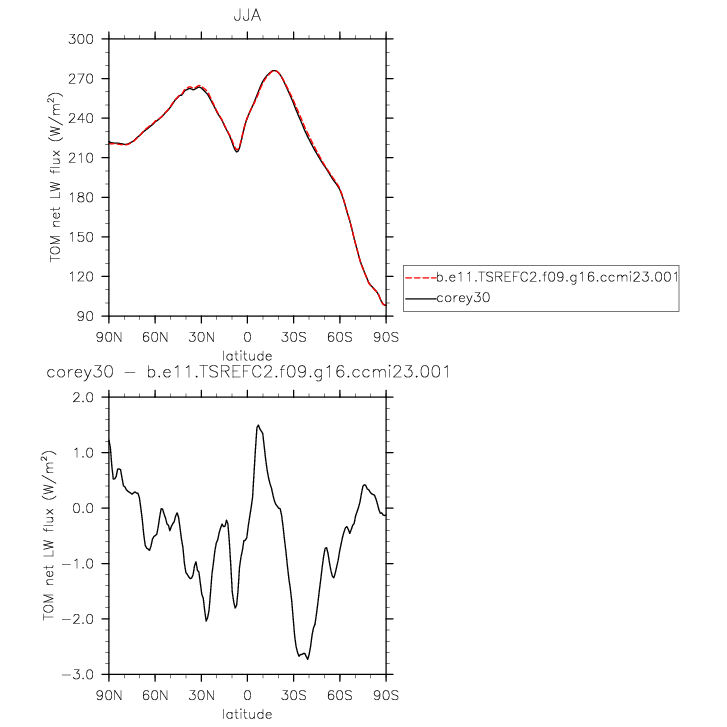 JJA
TOM net LW flux (W/m²)
300
270
240
210
180
150
120
90
90N 60N 30N 0 30S 60S 90S
latitude
b.e11.TSREFC2.f09.g16.ccmi23.001
corey30
corey30 − b.e11.TSREFC2.f09.g16.ccmi23.001
TOM net LW flux (W/m²)
2.0
1.0
0.0
−1.0
−2.0
−3.0
90N 60N 30N 0 30S 60S 90S
latitude